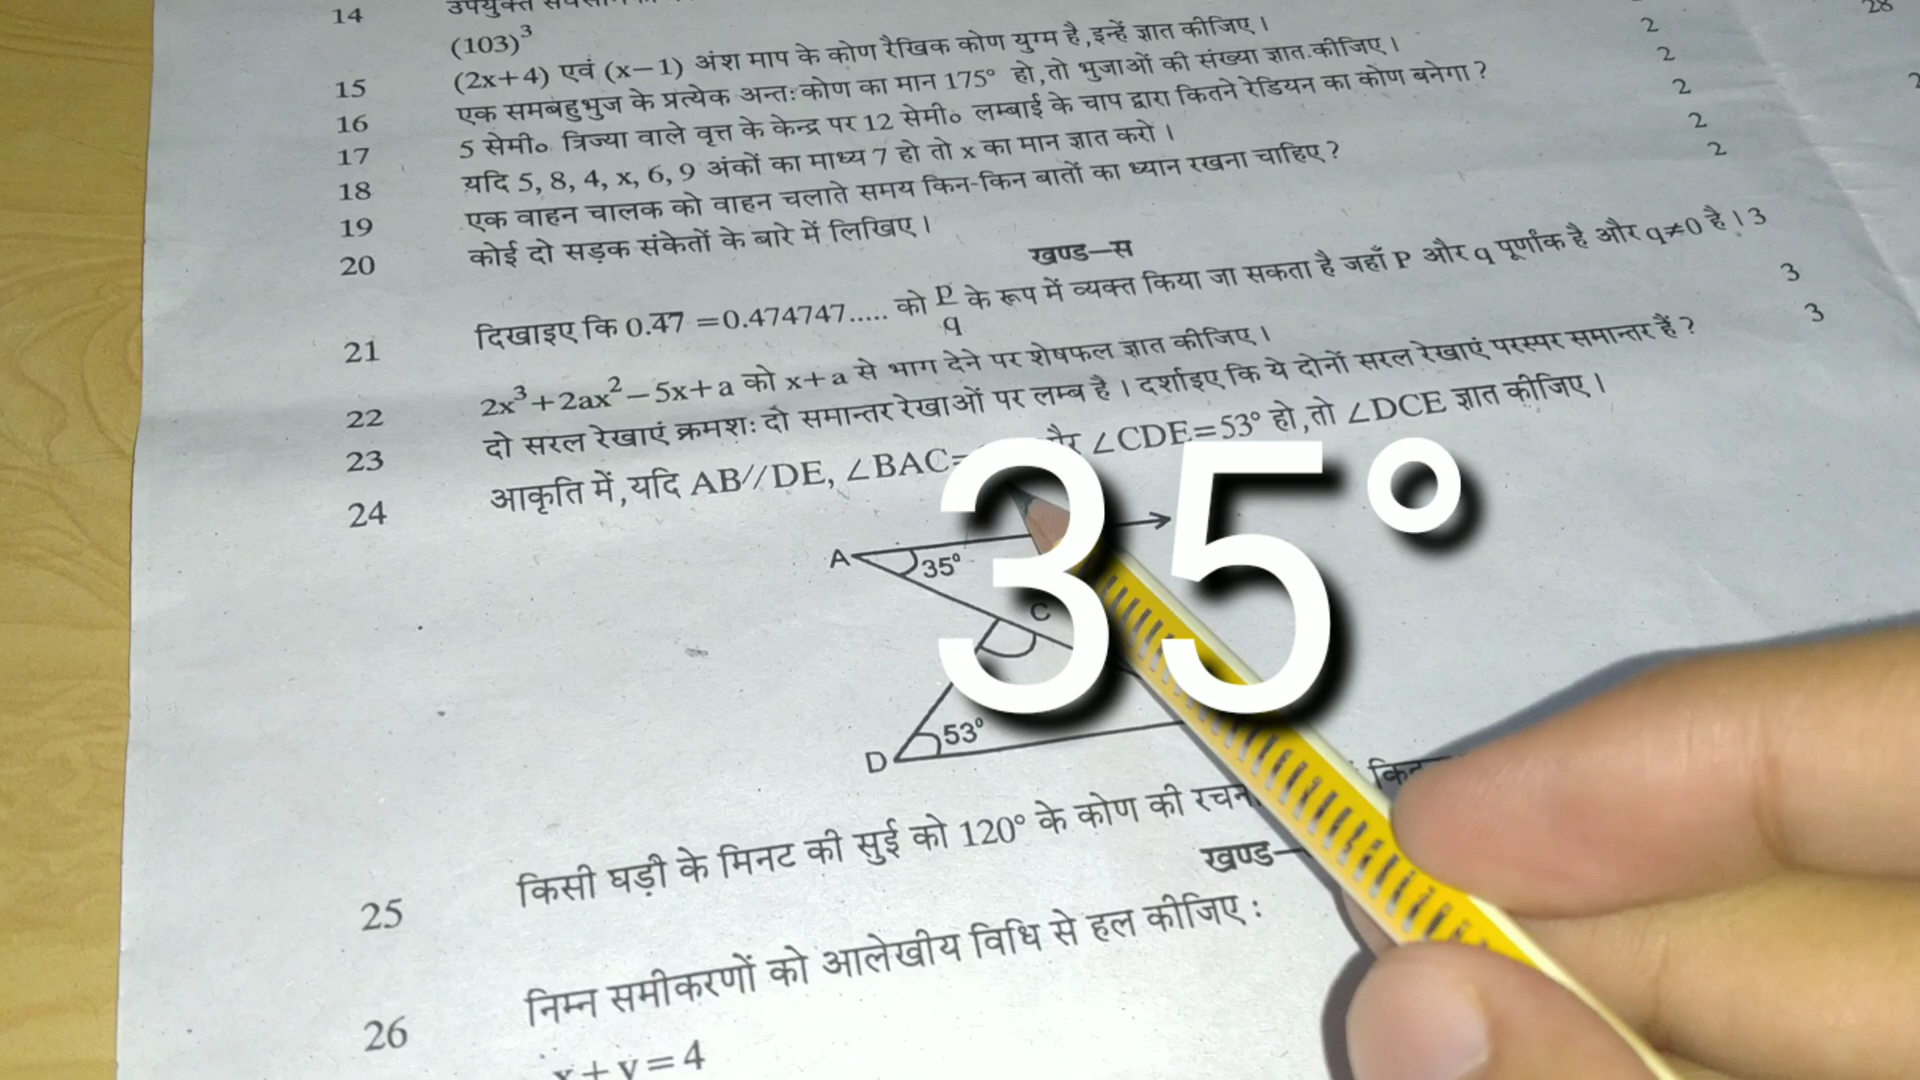 14
(103)³
15 (2x+4) एवं (x−1) अंश माप के कोण रैखिक कोण युग्म है, इन्हें ज्ञात कीजिए। 2
16 एक समबहुभुज के प्रत्येक अन्तः कोण का मान 175° हो, तो भुजाओं की संख्या ज्ञात कीजिए। 2
17 5 सेमी० त्रिज्या वाले वृत्त के केन्द्र पर 12 सेमी० लम्बाई के चाप द्वारा कितने रेडियन का कोण बनेगा? 2
18 यदि 5, 8, 4, x, 6, 9 अंकों का माध्य 7 हो तो x का मान ज्ञात करो। 2
19 एक वाहन चालक को वाहन चलाते समय किन-किन बातों का ध्यान रखना चाहिए? 2
20 कोई दो सड़क संकेतों के बारे में लिखिए।
खण्ड–स
21 दिखाइए कि 0.4̅7̅ = 0.474747..... को p/q के रूप में व्यक्त किया जा सकता है जहाँ P और q पूर्णांक है और q≠0 है। 3
22 2x³+2ax²−5x+a को x+a से भाग देने पर शेषफल ज्ञात कीजिए। 3
23 दो सरल रेखाएं क्रमशः दो समान्तर रेखाओं पर लम्ब है। दर्शाइए कि ये दोनों सरल रेखाएं परस्पर समान्तर हैं? 3
24 आकृति में, यदि AB//DE, ∠BAC= ∠CDE=53° हो, तो ∠DCE ज्ञात कीजिए।
35°
A 35°
C
D 53°
25 किसी घड़ी के मिनट की सुई को 120° के कोण की
खण्ड–
26 निम्न समीकरणों को आलेखीय विधि से हल कीजिए :
x+y=4
28